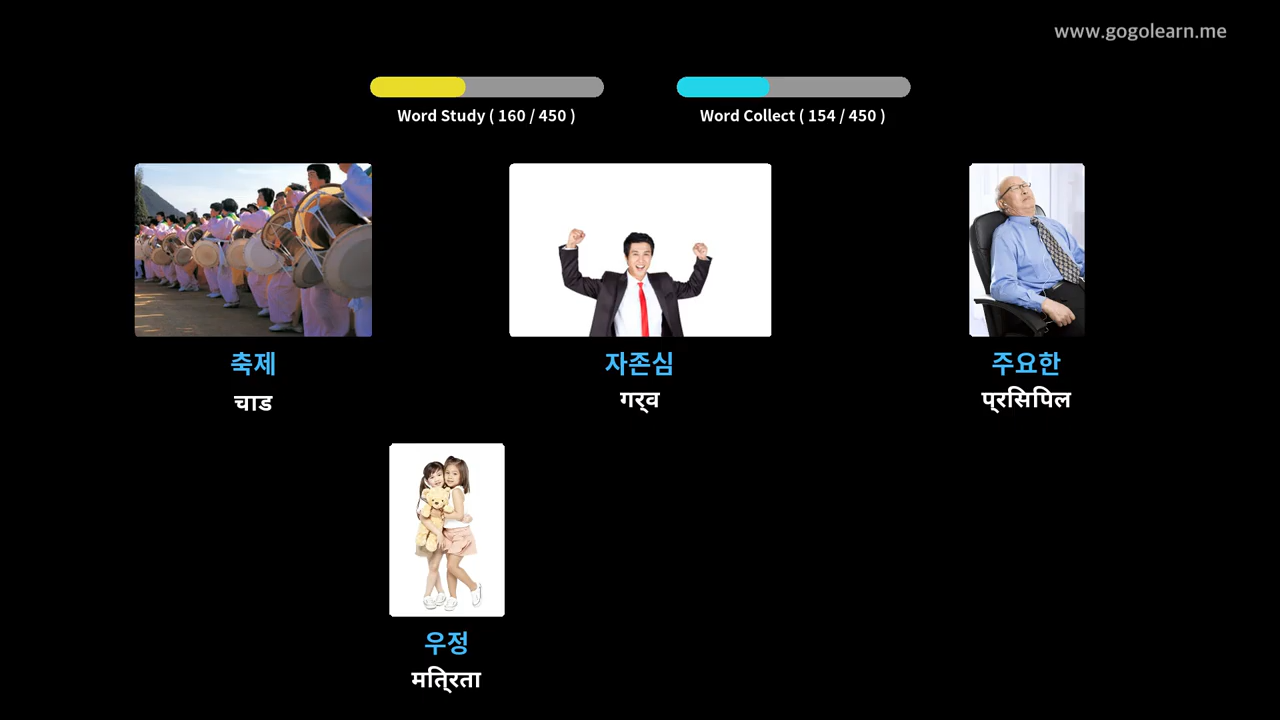 www.gogolearn.me
Word Study ( 160 / 450 )
Word Collect ( 154 / 450 )
축제
चाड
자존심
गर्‍व
주요한
प्‍रसिपिल
우정
मति्‍रता